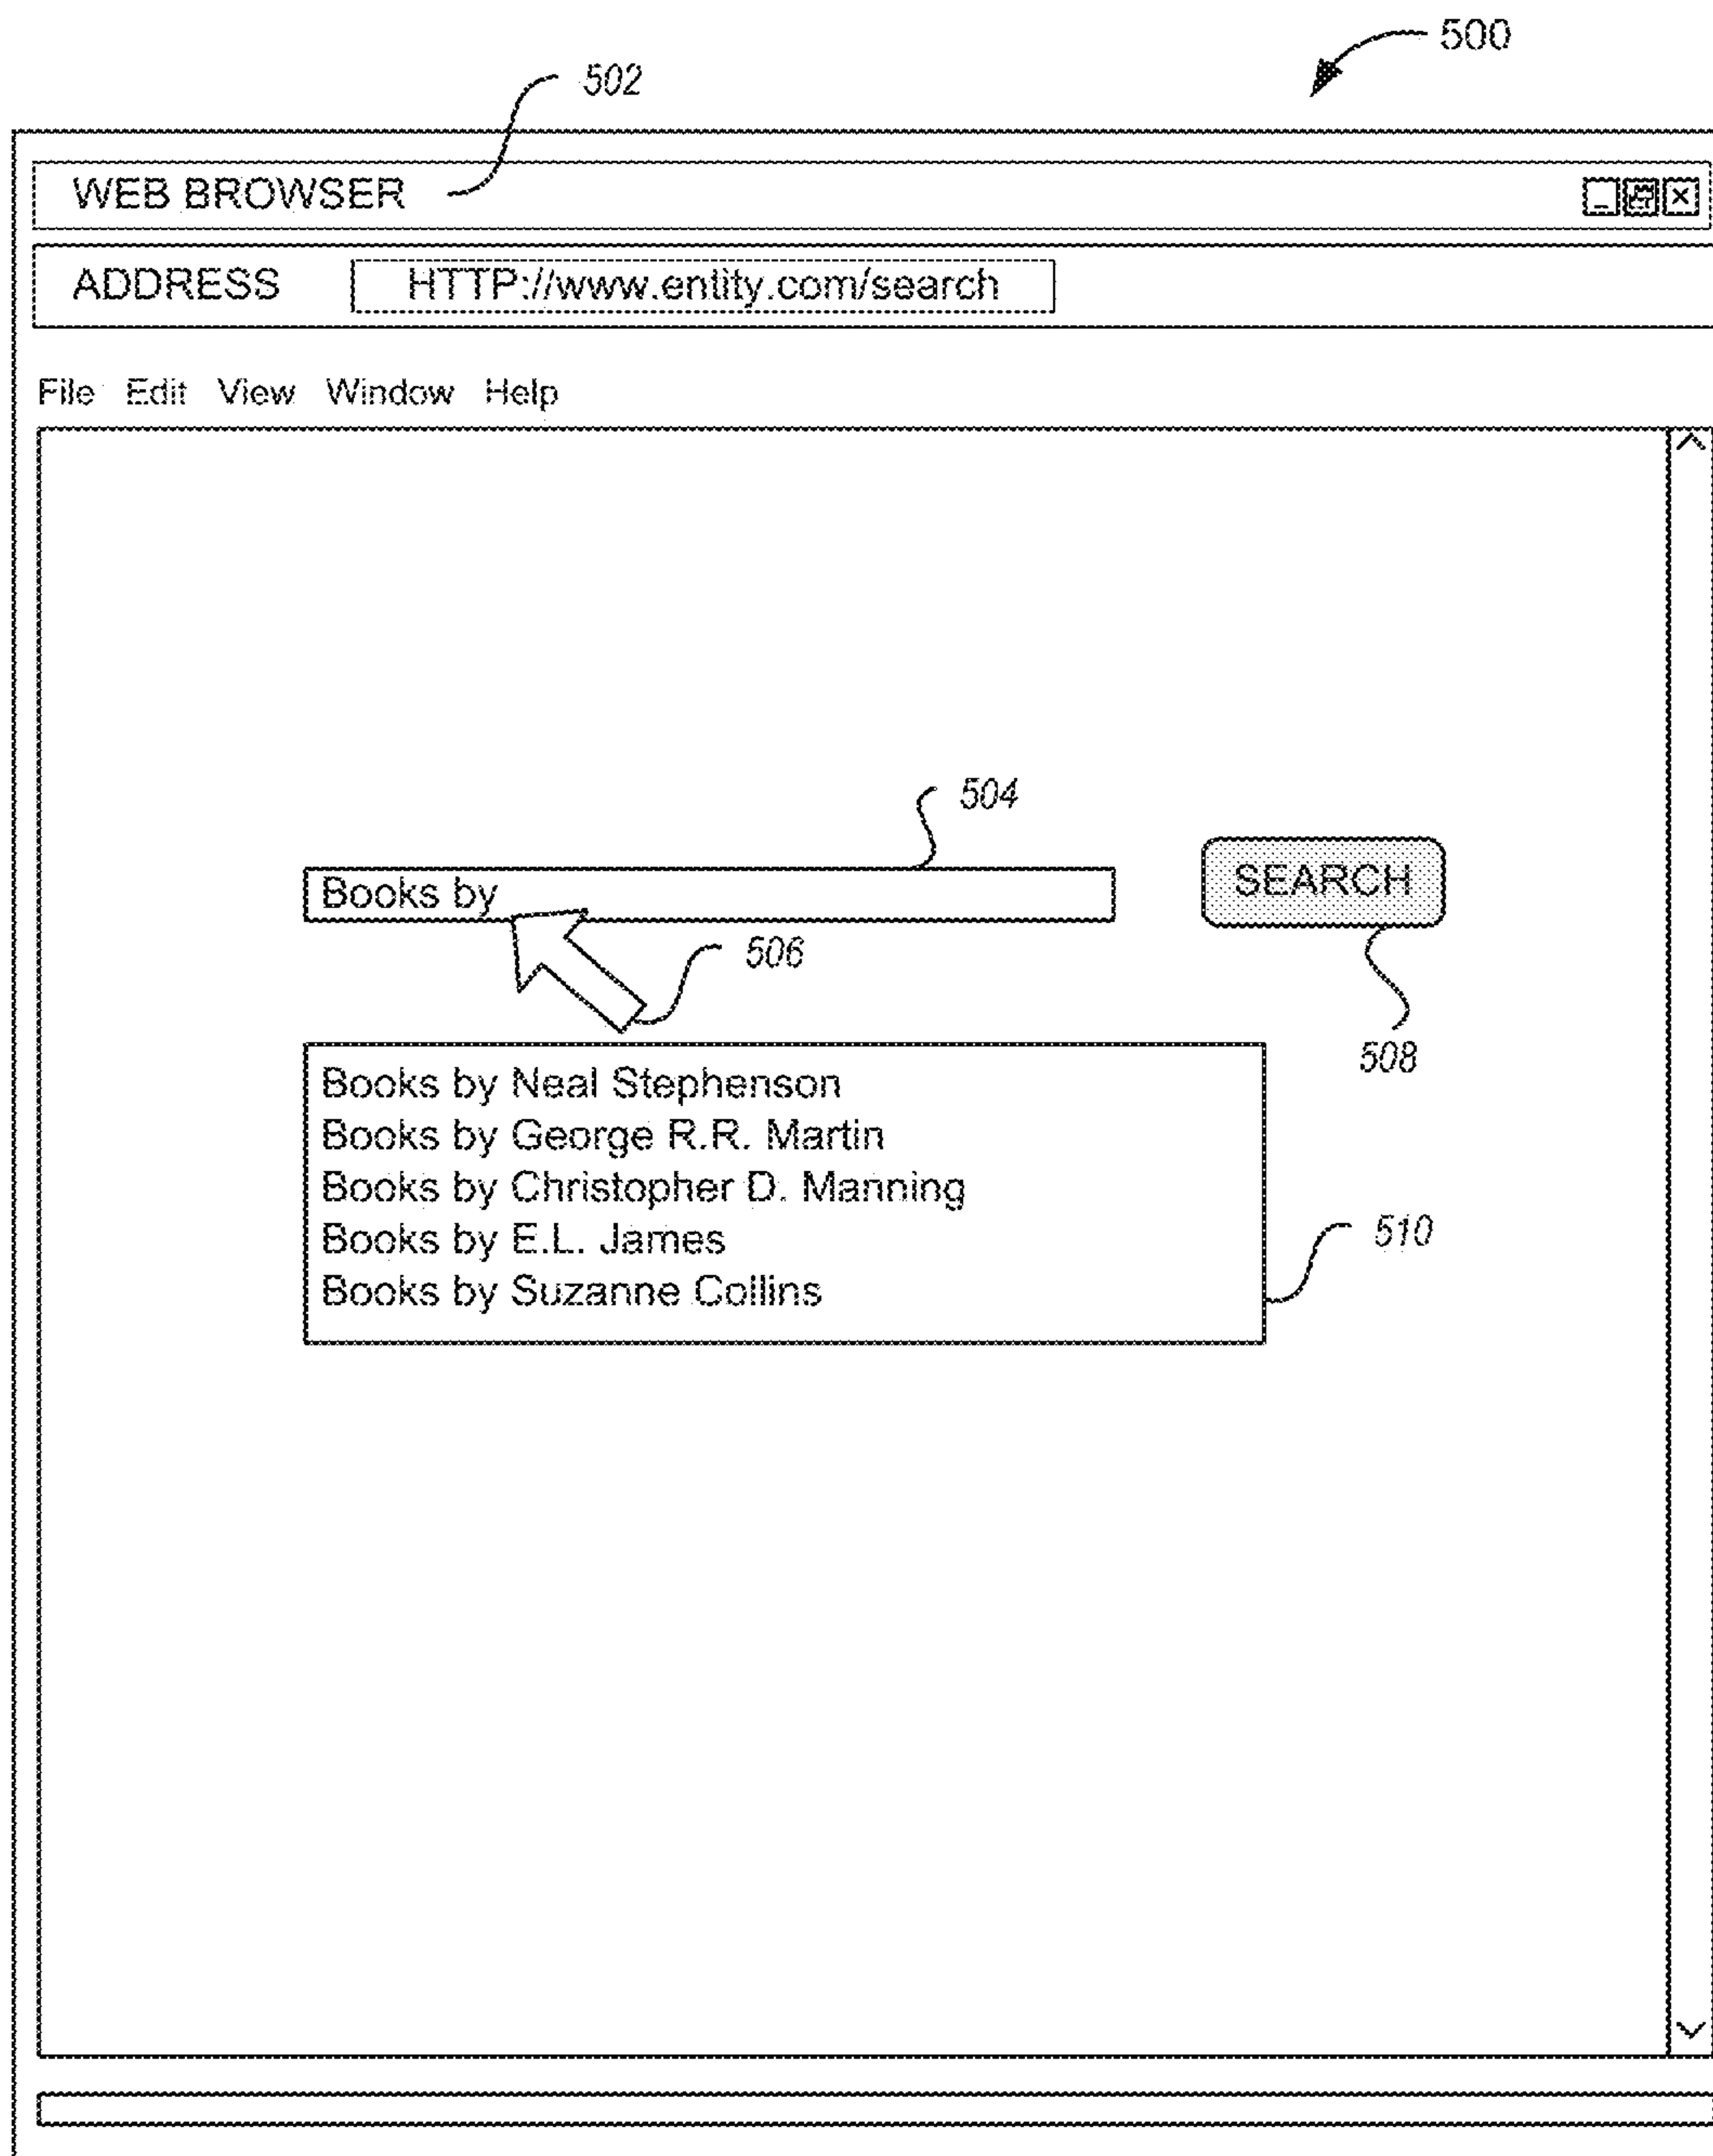 500
502
WEB BROWSER
ADDRESS HTTP://www.entity.com/search
File Edit View Window Help
504
Books by
SEARCH
506
508
Books by Neal Stephenson
Books by George R.R. Martin
Books by Christopher D. Manning
Books by E.L. James
Books by Suzanne Collins
510